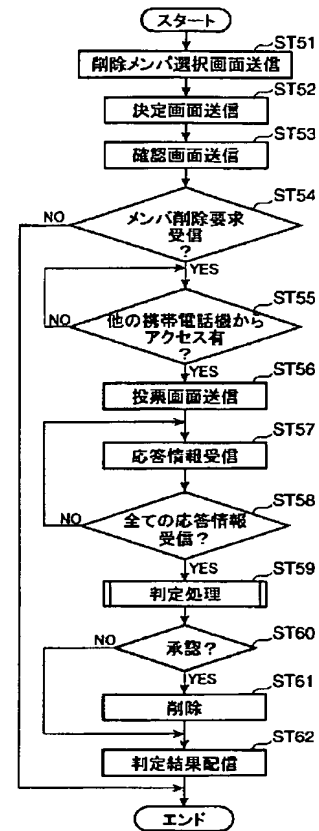 スタート
ST51
削除メンバ選択画面送信
ST52
決定画面送信
ST53
確認画面送信
ST54
NO
メンバ削除要求
受信
?
YES
ST55
他の携帯電話機から
アクセス有
?
NO
YES
ST56
投票画面送信
ST57
応答情報受信
ST58
全ての応答情報
受信?
NO
YES
ST59
判定処理
ST60
NO
承認?
YES
ST61
削除
ST62
判定結果配信
エンド